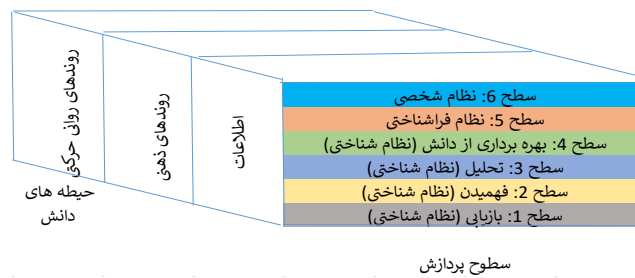 سطح 6: نظام شخصی
سطح 5: نظام فراشناختی
سطح 4: بهره برداری از دانش (نظام شناختی)
سطح 3: تحلیل (نظام شناختی)
سطح 2: فهمیدن (نظام شناختی)
سطح 1: بازیابی (نظام شناختی)
اطلاعات
روندهای ذهنی
روندهای روانی حرکتی
حیطه های
دانش
سطوح پردازش